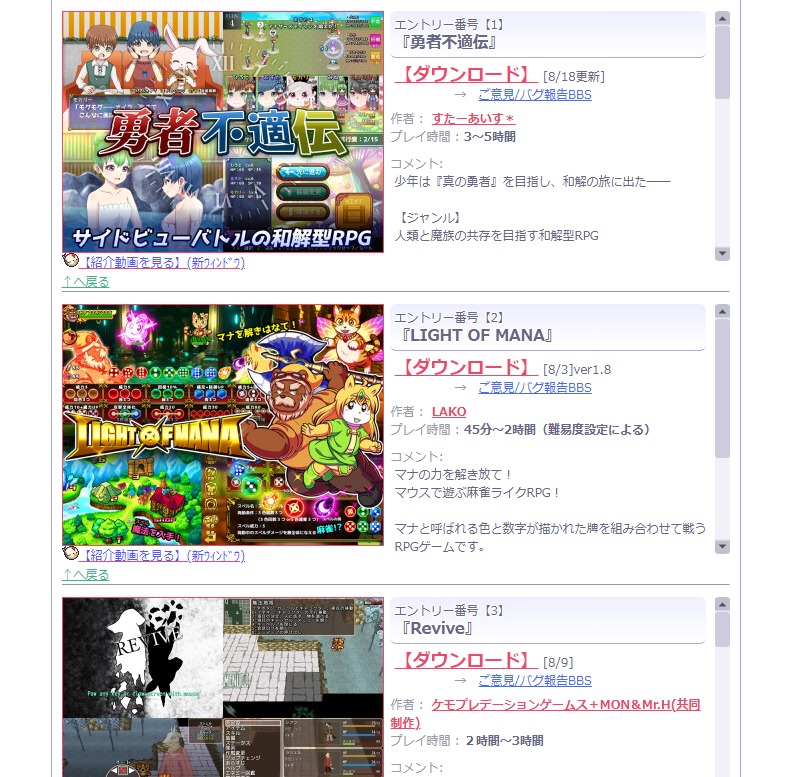 勇者不適伝
サイドビューバトルの和解型RPG
【紹介動画を見る】(新ｳｨﾝﾄﾞｳ)
↑へ戻る
エントリー番号【1】
『勇者不適伝』
【ダウンロード】 [8/18更新]
→ ご意見/バグ報告BBS
作者： すたーあいす＊
プレイ時間：3～5時間
コメント:
少年は『真の勇者』を目指し、和解の旅に出た――
【ジャンル】
人類と魔族の共存を目指す和解型RPG
マナを解きはなて！
LIGHT OF MANA
魔法を入手！
麻雀!?
【紹介動画を見る】(新ｳｨﾝﾄﾞｳ)
↑へ戻る
エントリー番号【2】
『LIGHT OF MANA』
【ダウンロード】 [8/3]ver1.8
→ ご意見/バグ報告BBS
作者： LAKO
プレイ時間：45分～2時間（難易度設定による）
コメント:
マナの力を解き放て！
マウスで遊ぶ麻雀ライクRPG！
マナと呼ばれる色と数字が描かれた牌を組み合わせて戦う
RPGゲームです。
REVIVE
エントリー番号【3】
『Revive』
【ダウンロード】 [8/9]
→ ご意見/バグ報告BBS
作者： ケモプレデーションゲームス＋MON&Mr.H(共同
制作)
プレイ時間：２時間～3時間
コメント: